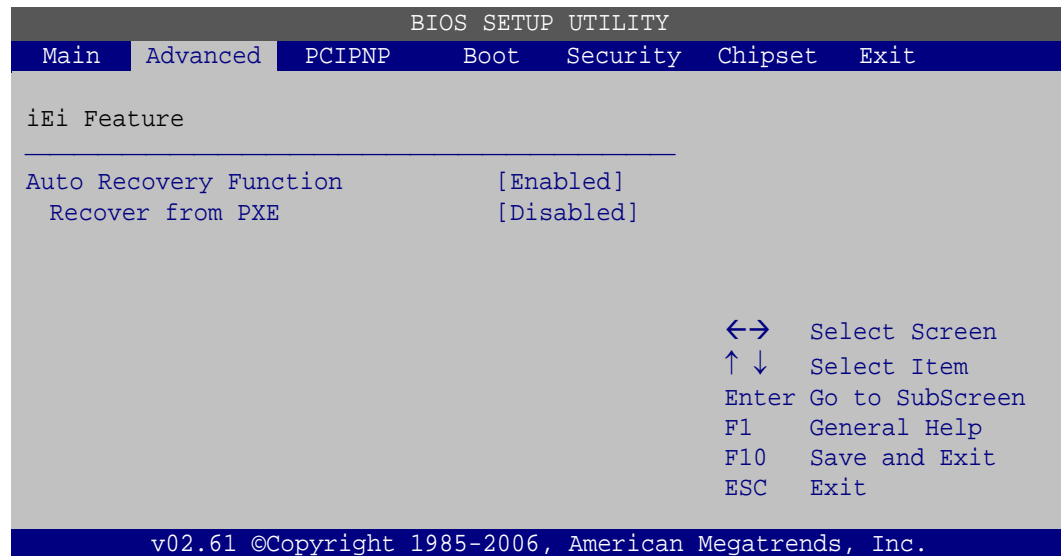 BIOS SETUP UTILITY
Main Advanced PCIPNP Boot Security Chipset Exit
iEi Feature
Auto Recovery Function [Enabled]
Recover from PXE [Disabled]
←→ Select Screen
↑ ↓ Select Item
Enter Go to SubScreen
F1 General Help
F10 Save and Exit
ESC Exit
v02.61 ©Copyright 1985-2006, American Megatrends, Inc.